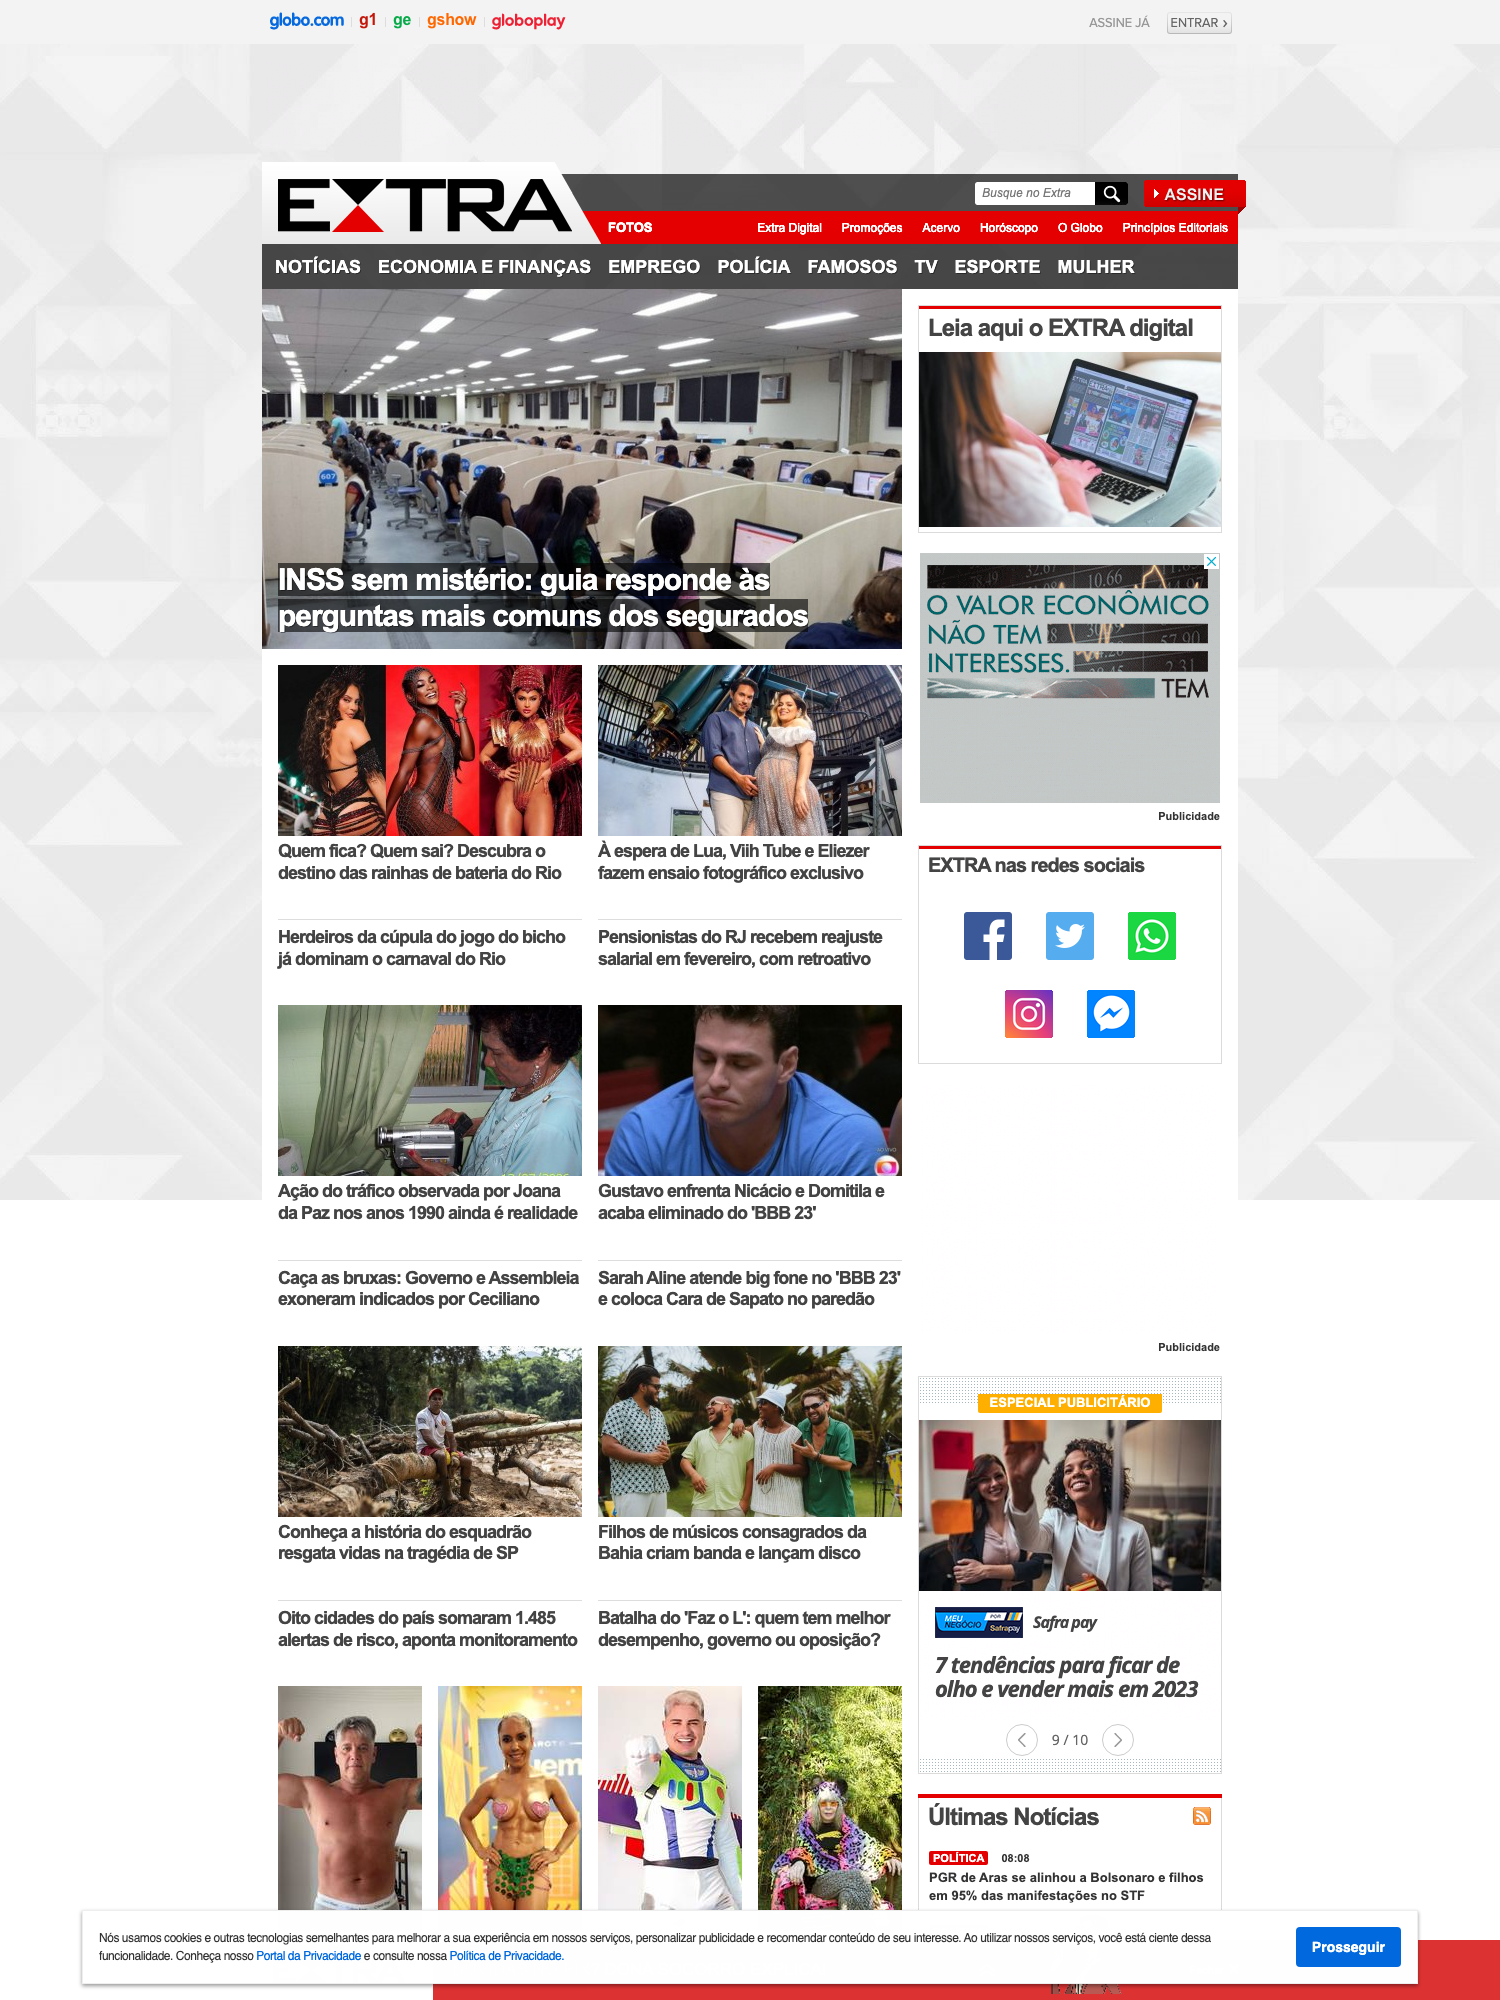 globo.com g1 ge gshow globoplay
ASSINE JÁ ENTRAR ›
EXTRA
Busque no Extra
ASSINE
FOTOS
Extra Digital Promoções Acervo Horóscopo O Globo Princípios Editoriais
NOTÍCIAS ECONOMIA E FINANÇAS EMPREGO POLÍCIA FAMOSOS TV ESPORTE MULHER
607
INSS sem mistério: guia responde às
perguntas mais comuns dos segurados
Quem fica? Quem sai? Descubra o
destino das rainhas de bateria do Rio
À espera de Lua, Viih Tube e Eliezer
fazem ensaio fotográfico exclusivo
Herdeiros da cúpula do jogo do bicho
já dominam o carnaval do Rio
Pensionistas do RJ recebem reajuste
salarial em fevereiro, com retroativo
Ação do tráfico observada por Joana
da Paz nos anos 1990 ainda é realidade
Gustavo enfrenta Nicácio e Domitila e
acaba eliminado do 'BBB 23'
Caça as bruxas: Governo e Assembleia
exoneram indicados por Ceciliano
Sarah Aline atende big fone no 'BBB 23'
e coloca Cara de Sapato no paredão
Conheça a história do esquadrão
resgata vidas na tragédia de SP
Filhos de músicos consagrados da
Bahia criam banda e lançam disco
Oito cidades do país somaram 1.485
alertas de risco, aponta monitoramento
Batalha do 'Faz o L': quem tem melhor
desempenho, governo ou oposição?
Leia aqui o EXTRA digital
78.49 32.67 10.66
O VALOR ECONÔMICO
NÃO TEM
57.90
INTERESSES.
28.45 2.31
TEM
Publicidade
EXTRA nas redes sociais
Publicidade
ESPECIAL PUBLICITÁRIO
MEU NEGÓCIO POR Safrapay
Safra pay
7 tendências para ficar de
olho e vender mais em 2023
9 / 10
Últimas Notícias
POLÍTICA 08:08
PGR de Aras se alinhou a Bolsonaro e filhos
em 95% das manifestações no STF
Nós usamos cookies e outras tecnologias semelhantes para melhorar a sua experiência em nossos serviços, personalizar publicidade e recomendar conteúdo de seu interesse. Ao utilizar nossos serviços, você está ciente dessa
funcionalidade. Conheça nosso Portal da Privacidade e consulte nossa Política de Privacidade.
Prosseguir